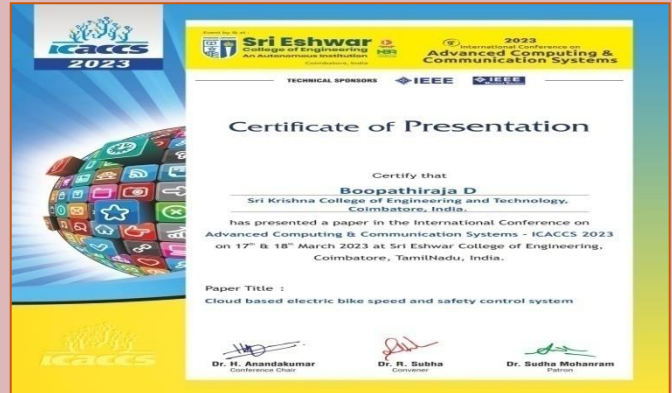 icaccs
2023
Event by & at :
Sri Eshwar
College of Engineering
An Autonomous Institution
Coimbatore, India
2023
International Conference on
Advanced Computing &
Communication Systems
TECHNICAL SPONSORS IEEE IEEE
Certificate of Presentation
Certify that
Boopathiraja D
Sri Krishna College of Engineering and Technology,
Coimbatore, India.
has presented a paper in the International Conference on
Advanced Computing & Communication Systems - ICACCS 2023
on 17th & 18th March 2023 at Sri Eshwar College of Engineering,
Coimbatore, TamilNadu, India.
Paper Title :
Cloud based electric bike speed and safety control system
icaccs
Dr. H. Anandakumar
Conference Chair
Dr. R. Subha
Convener
Dr. Sudha Mohanram
Patron